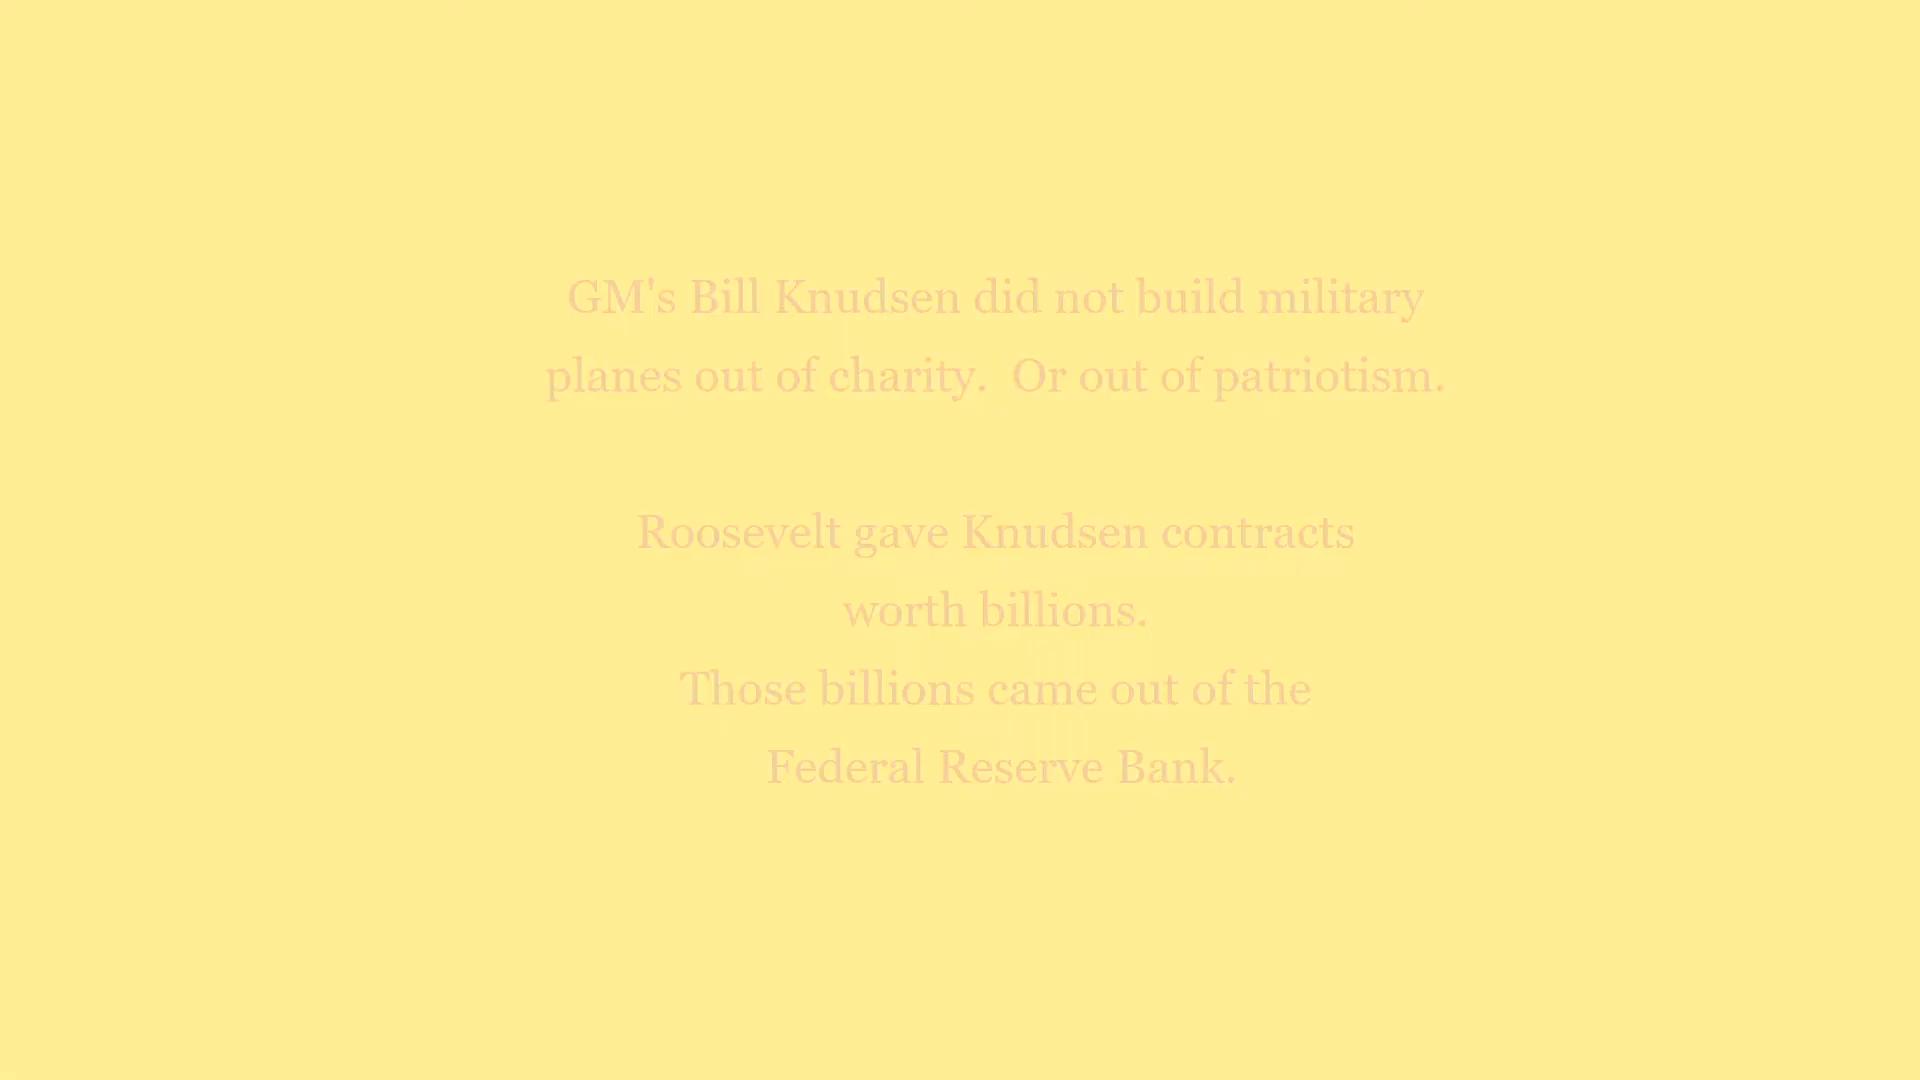 GM's Bill Knudsen did not build military
planes out of charity.  Or out of patriotism.
Roosevelt gave Knudsen contracts
worth billions.
Those billions came out of the
Federal Reserve Bank.